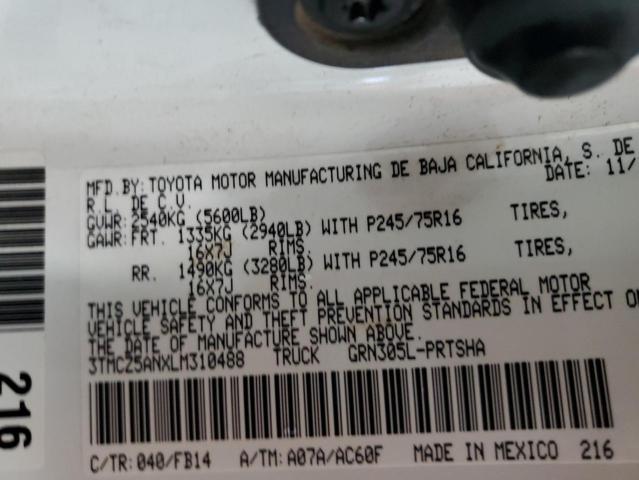 MFD.BY:TOYOTA MOTOR MANUFACTURING DE BAJA CALIFORNIA, S. DE
R.L. DE C.V. DATE: 11/
GVWR: 2540KG (5600LB)
GAWR:FRT. 1335KG (2940LB) WITH P245/75R16 TIRES,
16X7J RIMS.
RR. 1490KG (3280LB) WITH P245/75R16 TIRES,
16X7J RIMS.
THIS VEHICLE CONFORMS TO ALL APPLICABLE FEDERAL MOTOR
VEHICLE SAFETY AND THEFT PREVENTION STANDARDS IN EFFECT
THE DATE OF MANUFACTURE SHOWN ABOVE.
3TMCZ5ANXLM310488 TRUCK GRN305L-PRTSHA
C/TR:040/FB14 A/TM:A07A/AC60F MADE IN MEXICO 216
216